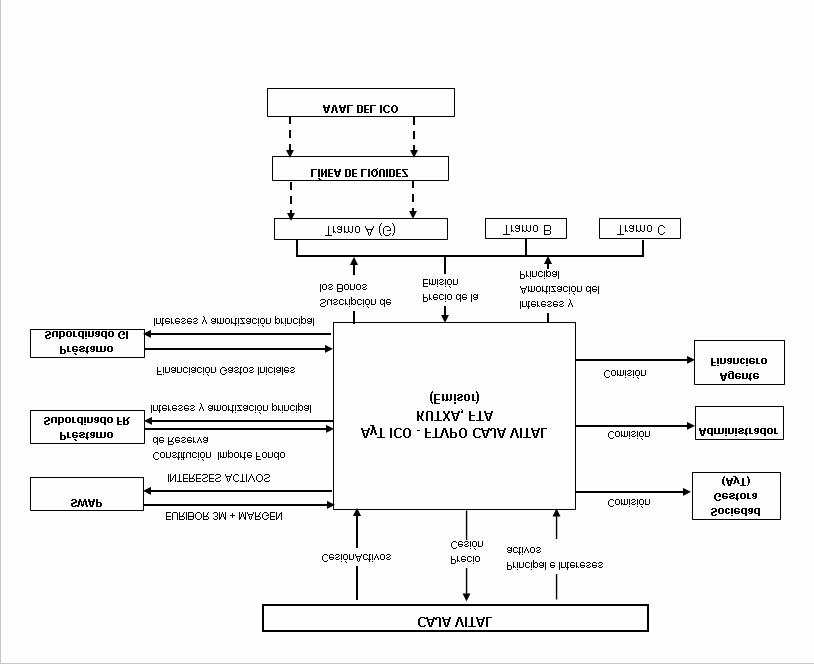 CAJA VITAL
CesiónActivos
Precio
Cesión
Principal e Intereses
activos
EURIBOR 3M + MARGEN
SWAP
INTERESES ACTIVOS
Comisión
Sociedad
Gestora
(AyT)
Constitución Importe Fondo
de Reserva
Préstamo
Subordinado FR
Intereses y amortización principal
AyT ICO - FTVPO CAJA VITAL
KUTXA, FTA
(Emisor)
Comisión
Administrador
Financiación Gastos Iniciales
Préstamo
Subordinado GI
Intereses y amortización principal
Comisión
Agente
Financiero
Suscripción de
los Bonos
Precio de la
Emisión
Intereses y
Amortización del
Principal
Tramo A (G)
Tramo B
Tramo C
LÍNEA DE LIQUIDEZ
AVAL DEL ICO